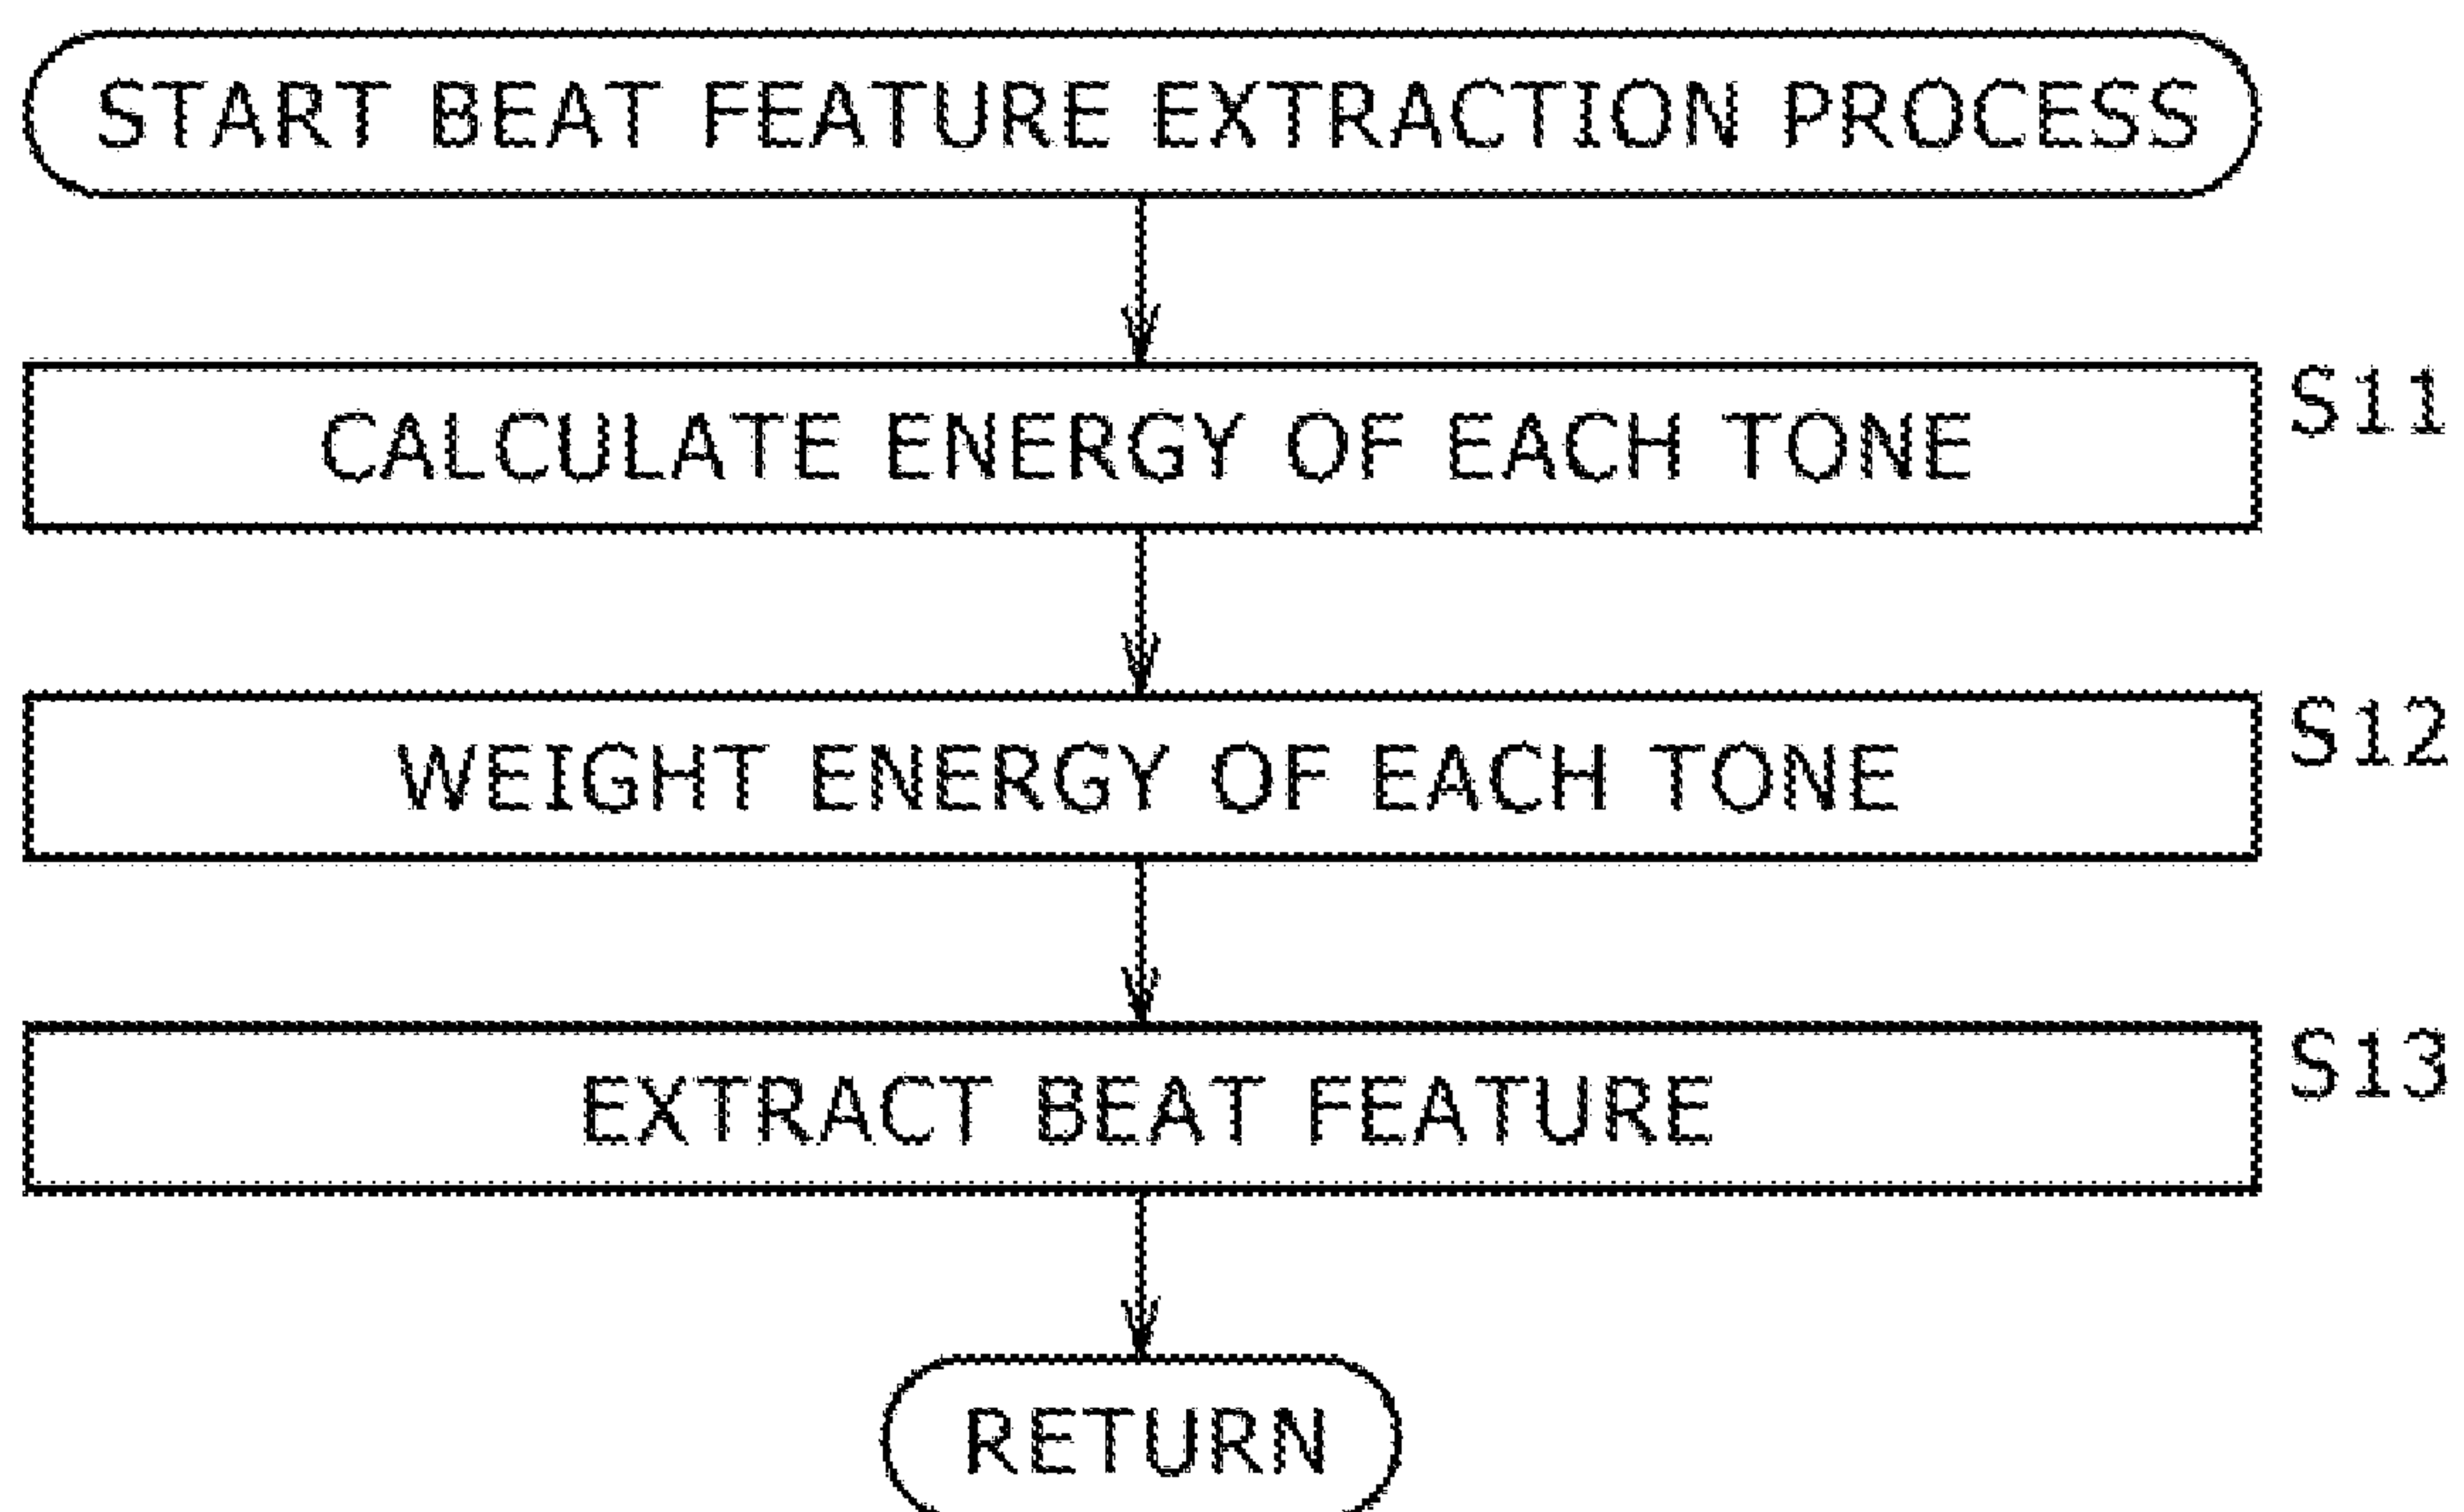 START BEAT FEATURE EXTRACTION PROCESS
CALCULATE ENERGY OF EACH TONE S11
WEIGHT ENERGY OF EACH TONE S12
EXTRACT BEAT FEATURE S13
RETURN